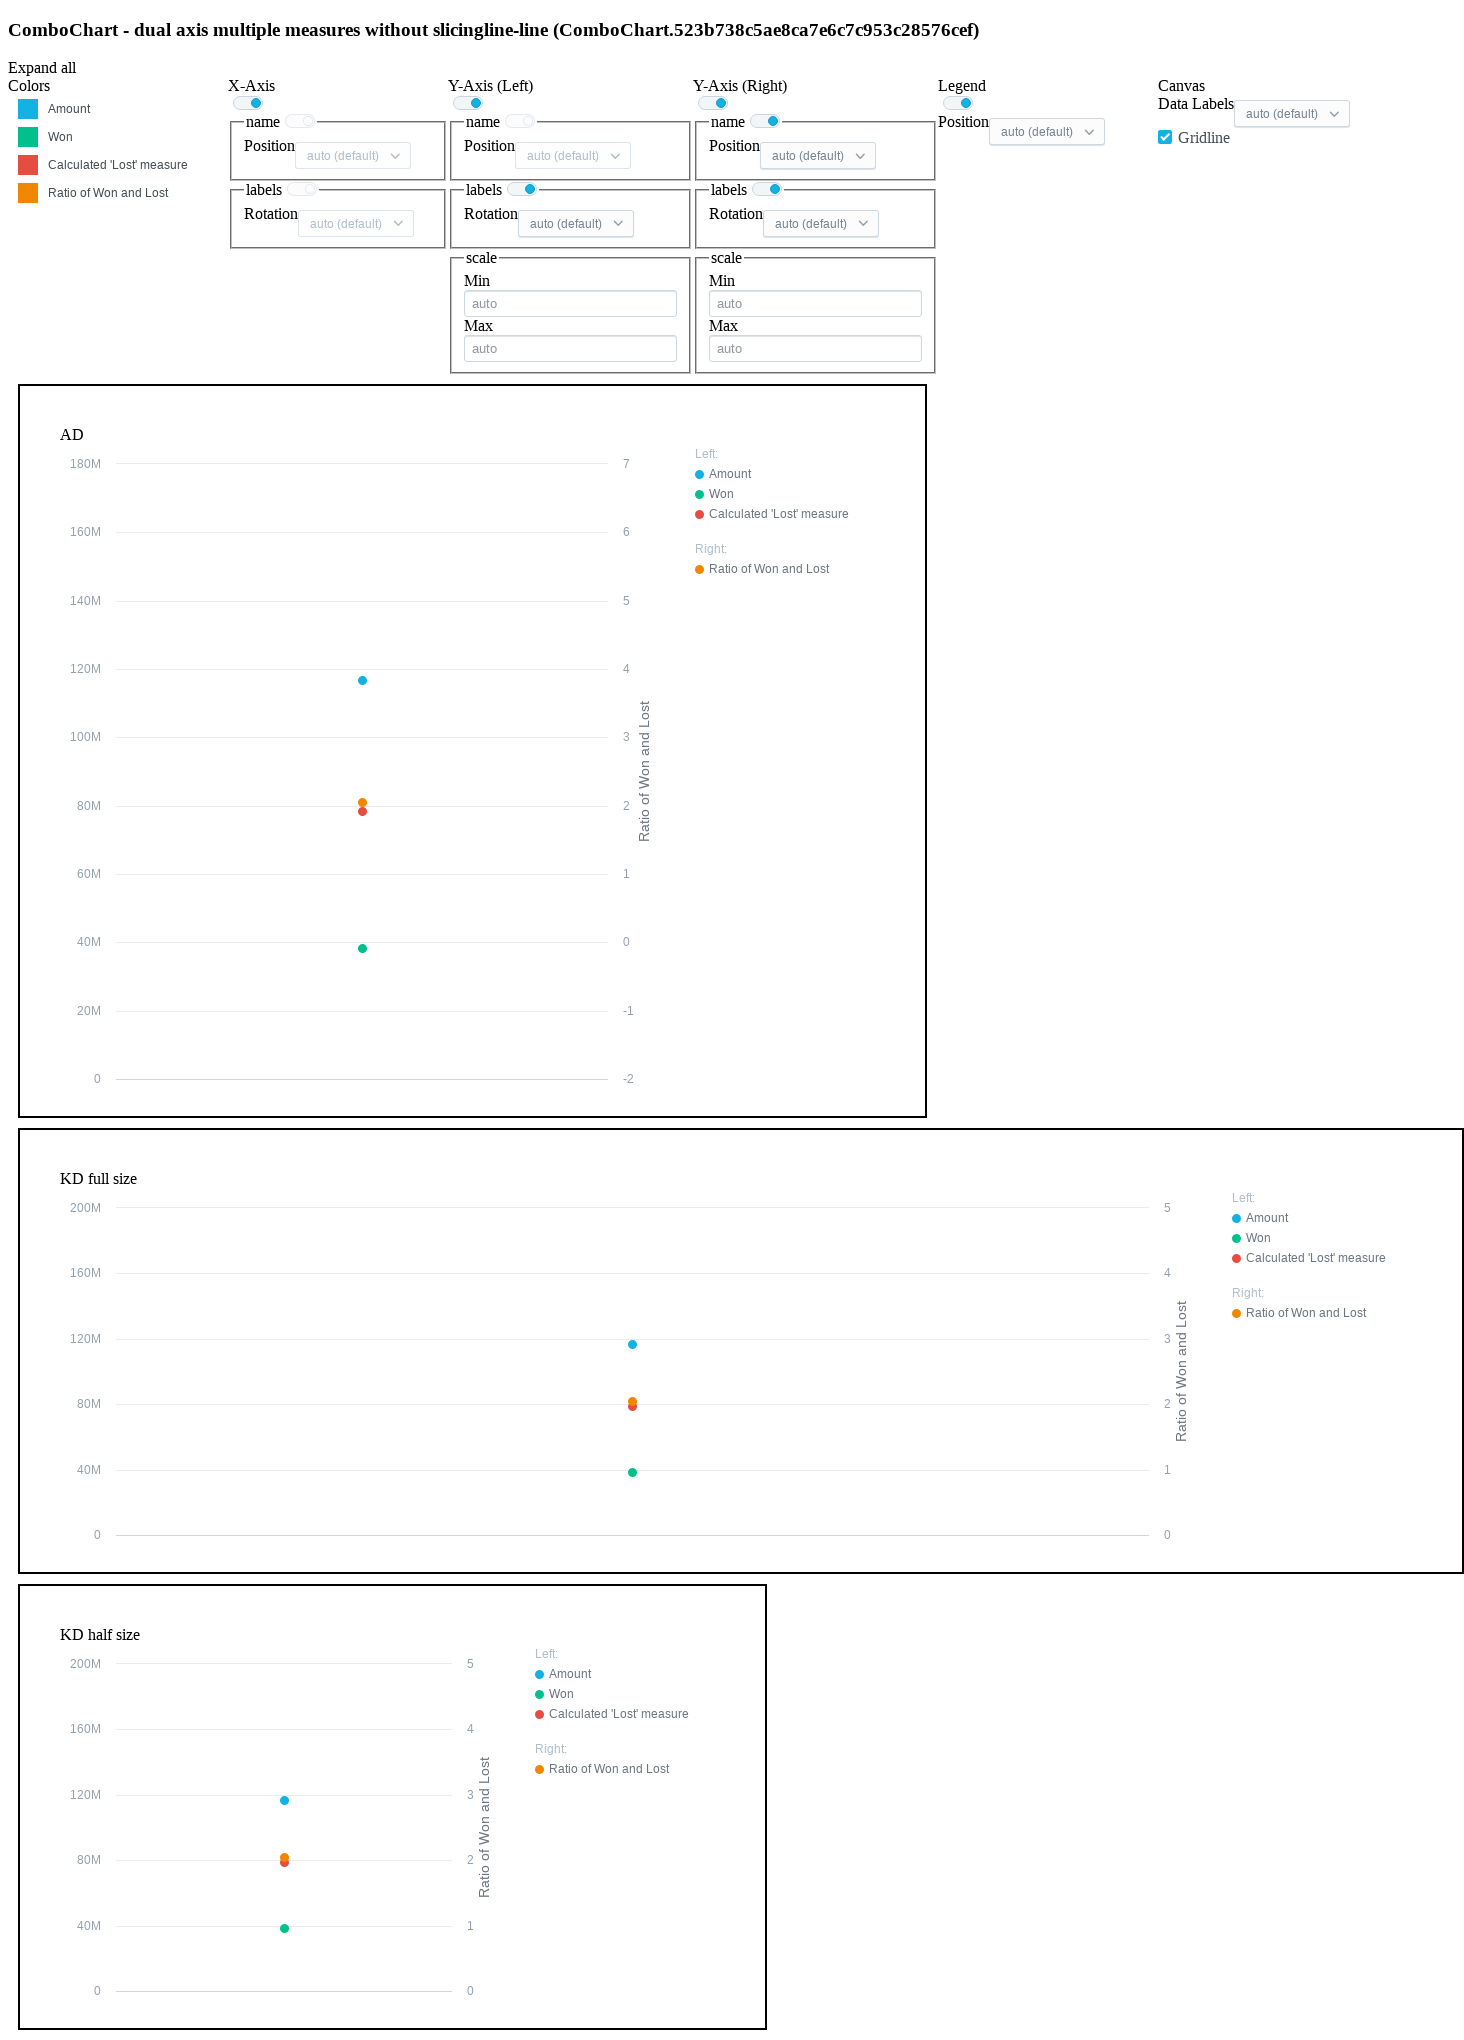 ComboChart - dual axis multiple measures without slicingline-line (ComboChart.523b738c5ae8ca7e6c7c953c28576cef)
Expand all
Colors
Amount
Won
Calculated 'Lost' measure
Ratio of Won and Lost
X-Axis
name
Position auto (default)
labels
Rotation auto (default)
Y-Axis (Left)
name
Position auto (default)
labels
Rotation auto (default)
scale
Min
auto
Max
auto
Y-Axis (Right)
name
Position auto (default)
labels
Rotation auto (default)
scale
Min
auto
Max
auto
Legend
Position auto (default)
Canvas
Data Labels auto (default)
Gridline
AD
180M
160M
140M
120M
100M
80M
60M
40M
20M
0
7
6
5
4
3
2
1
0
-1
-2
Ratio of Won and Lost
Left:
Amount
Won
Calculated 'Lost' measure
Right:
Ratio of Won and Lost
KD full size
200M
160M
120M
80M
40M
0
5
4
3
2
1
0
Ratio of Won and Lost
Left:
Amount
Won
Calculated 'Lost' measure
Right:
Ratio of Won and Lost
KD half size
200M
160M
120M
80M
40M
0
5
4
3
2
1
0
Ratio of Won and Lost
Left:
Amount
Won
Calculated 'Lost' measure
Right:
Ratio of Won and Lost